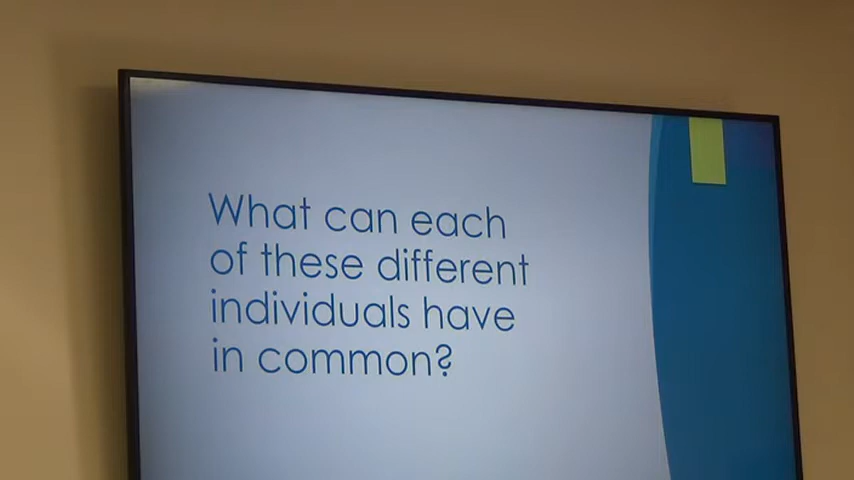 What can each
of these different
individuals have
in common?